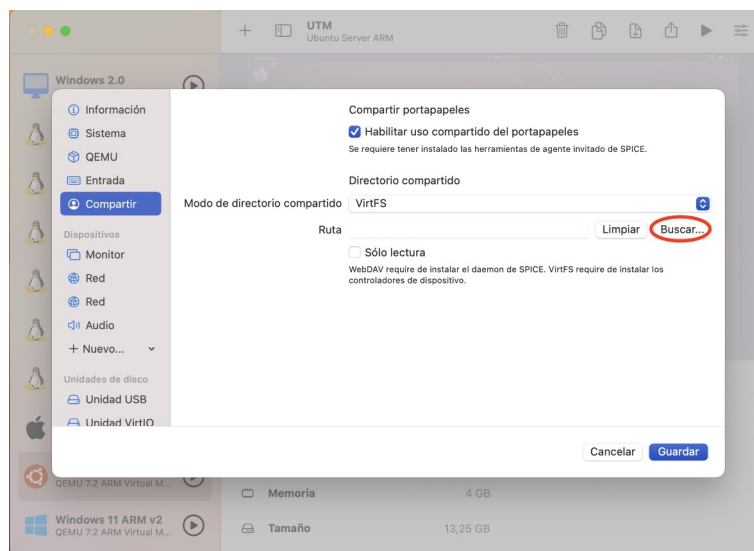 UTM
Ubuntu Server ARM
Windows 2.0
Información
Sistema
QEMU
Entrada
Compartir
Dispositivos
Monitor
Red
Red
Audio
+ Nuevo...
Unidades de disco
Unidad USB
Unidad VirtIO
Compartir portapapeles
Habilitar uso compartido del portapapeles
Se requiere tener instalado las herramientas de agente invitado de SPICE.
Directorio compartido
Modo de directorio compartido VirtFS
Ruta Limpiar Buscar...
Sólo lectura
WebDAV require de instalar el daemon de SPICE. VirtFS require de instalar los
controladores de dispositivo.
Cancelar Guardar
QEMU 7.2 ARM Virtual M...
Windows 11 ARM v2
QEMU 7.2 ARM Virtual M...
Memoria 4 GB
Tamaño 13,25 GB